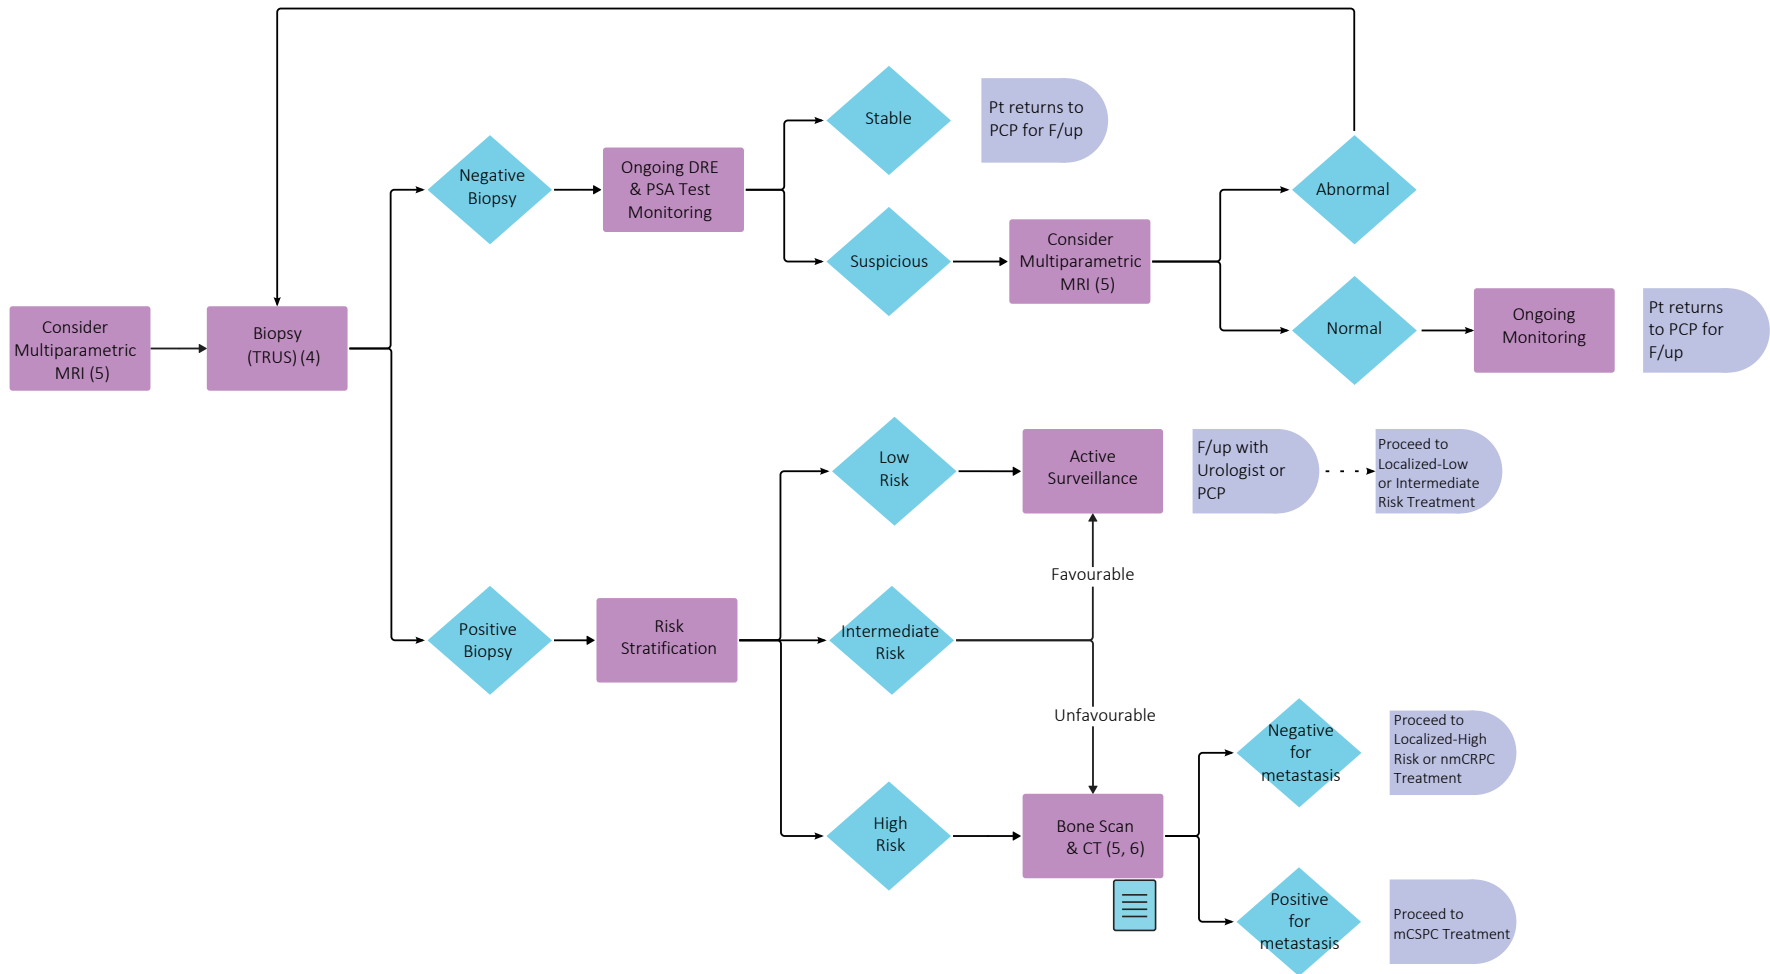 Consider
Multiparametric
MRI (5)
Biopsy
(TRUS) (4)
Negative
Biopsy
Ongoing DRE
& PSA Test
Monitoring
Stable
Pt returns to
PCP for F/up
Suspicious
Consider
Multiparametric
MRI (5)
Abnormal
Normal
Ongoing
Monitoring
Pt returns
to PCP for
F/up
Positive
Biopsy
Risk
Stratification
Low
Risk
Active
Surveillance
F/up with
Urologist or
PCP
Proceed to
Localized-Low
or Intermediate
Risk Treatment
Favourable
Intermediate
Risk
Unfavourable
High
Risk
Bone Scan
& CT (5, 6)
Negative
for
metastasis
Proceed to
Localized-High
Risk or nmCRPC
Treatment
Positive
for
metastasis
Proceed to
mCSPC Treatment